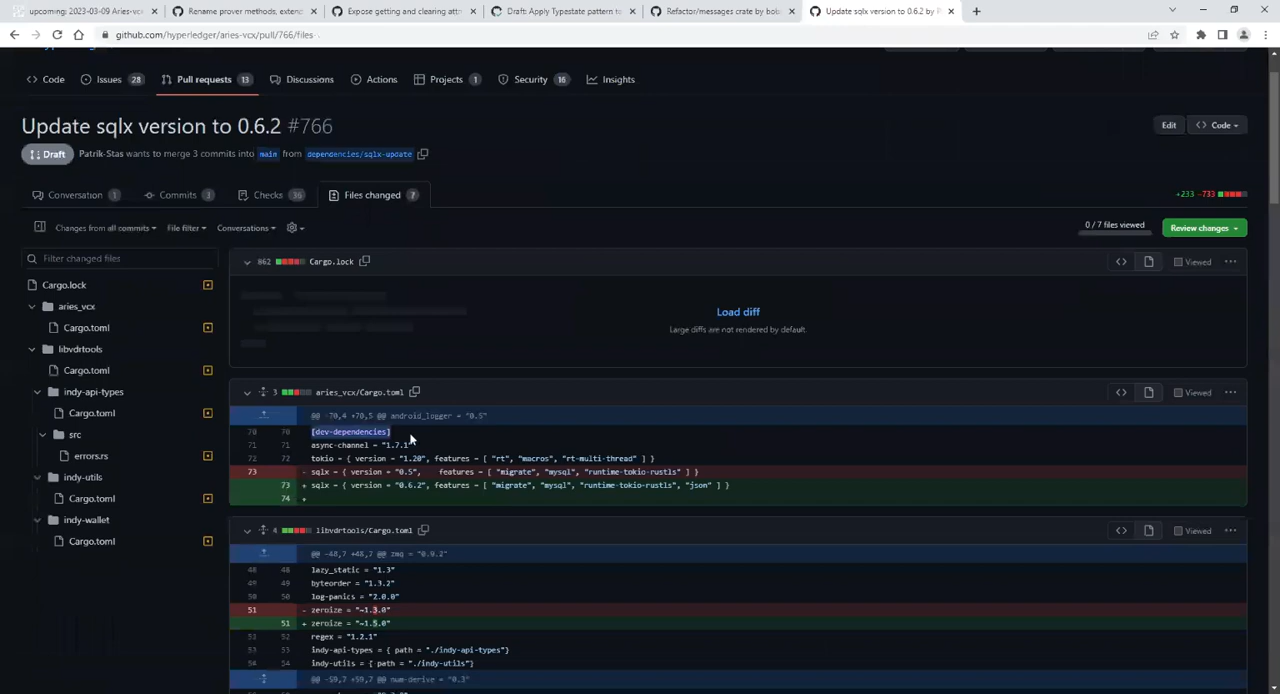 upcoming: 2023-03-09 Aries-vc
Rename prover methods, extend
Expose getting and clearing attr
Draft: Apply Typestate pattern to
Refactor/messages crate by bob
Update sqlx version to 0.6.2 by P
github.com/hyperledger/aries-vcx/pull/766/files
Code
Issues 28
Pull requests 13
Discussions
Actions
Projects 1
Security 16
Insights
Update sqlx version to 0.6.2 #766
Edit
Code
Draft
Patrik-Stas wants to merge 3 commits into main from dependencies/sqlx-update
Conversation 1
Commits 3
Checks 36
Files changed 7
+233 −733
Changes from all commits
File filter
Conversations
0 / 7 files viewed
Review changes
Filter changed files
Cargo.lock
aries_vcx
Cargo.toml
libvdrtools
Cargo.toml
indy-api-types
Cargo.toml
src
errors.rs
indy-utils
Cargo.toml
indy-wallet
Cargo.toml
862 Cargo.lock
Viewed
Load diff
Large diffs are not rendered by default.
3 aries_vcx/Cargo.toml
Viewed
@@ -70,4 +70,5 @@ android_logger = "0.5"
70 70 [dev-dependencies]
71 71 async-channel = "1.7.1"
72 72 tokio = { version = "1.20", features = [ "rt", "macros", "rt-multi-thread" ] }
73 - sqlx = { version = "0.5", features = [ "migrate", "mysql", "runtime-tokio-rustls" ] }
73 + sqlx = { version = "0.6.2", features = [ "migrate", "mysql", "runtime-tokio-rustls", "json" ] }
74 +
4 libvdrtools/Cargo.toml
Viewed
@@ -48,7 +48,7 @@ zmq = "0.9.2"
48 48 lazy_static = "1.3"
49 49 byteorder = "1.3.2"
50 50 log-panics = "2.0.0"
51 - zeroize = "~1.3.0"
51 + zeroize = "~1.5.0"
52 52 regex = "1.2.1"
53 53 indy-api-types = { path = "./indy-api-types"}
54 54 indy-utils = { path = "./indy-utils"}
@@ -59,7 +59,7 @@ num-derive = "0.3"